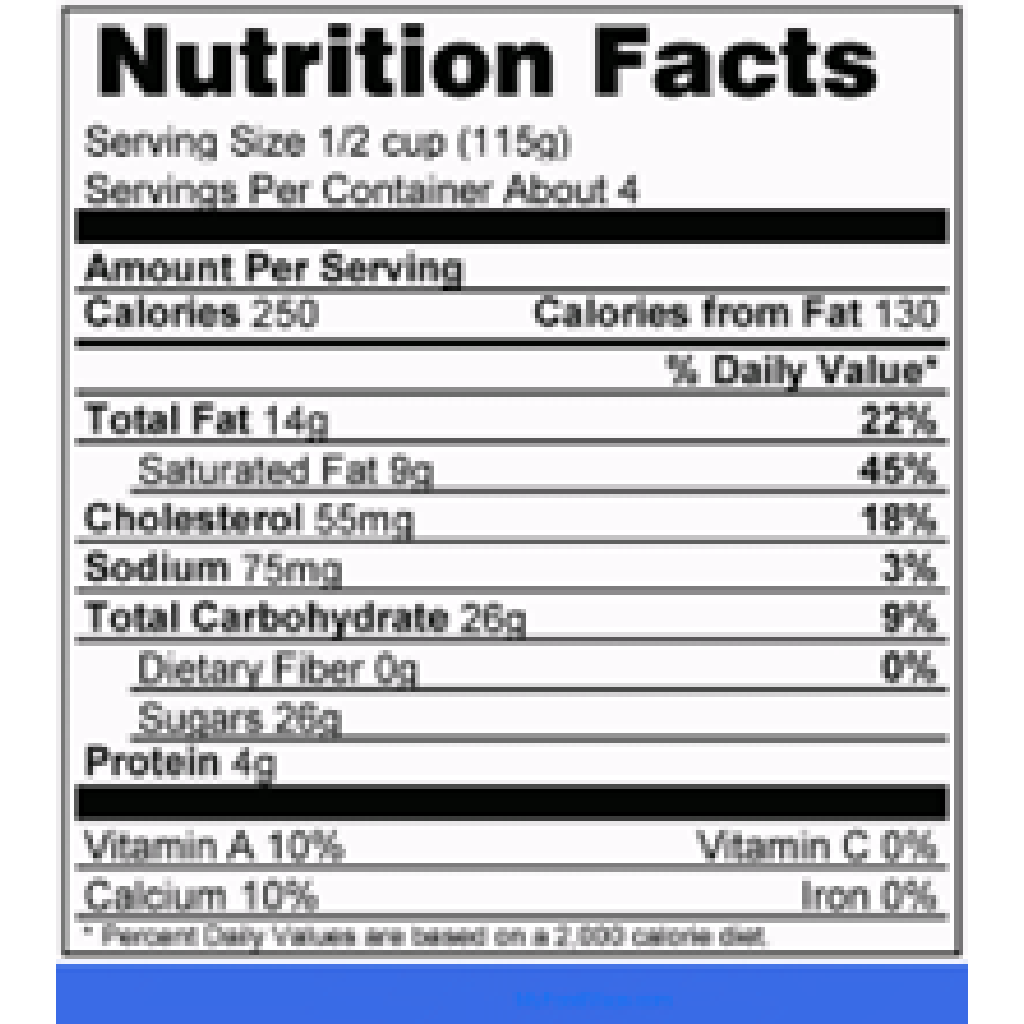 Nutrition Facts
Serving Size 1/2 cup (115g)
Servings Per Container About 4
Amount Per Serving
Calories 250 Calories from Fat 130
% Daily Value*
Total Fat 14g 22%
Saturated Fat 9g 45%
Cholesterol 55mg 18%
Sodium 75mg 3%
Total Carbohydrate 26g 9%
Dietary Fiber 0g 0%
Sugars 26g
Protein 4g
Vitamin A 10% Vitamin C 0%
Calcium 10% Iron 0%
* Percent Daily Values are based on a 2,000 calorie diet.